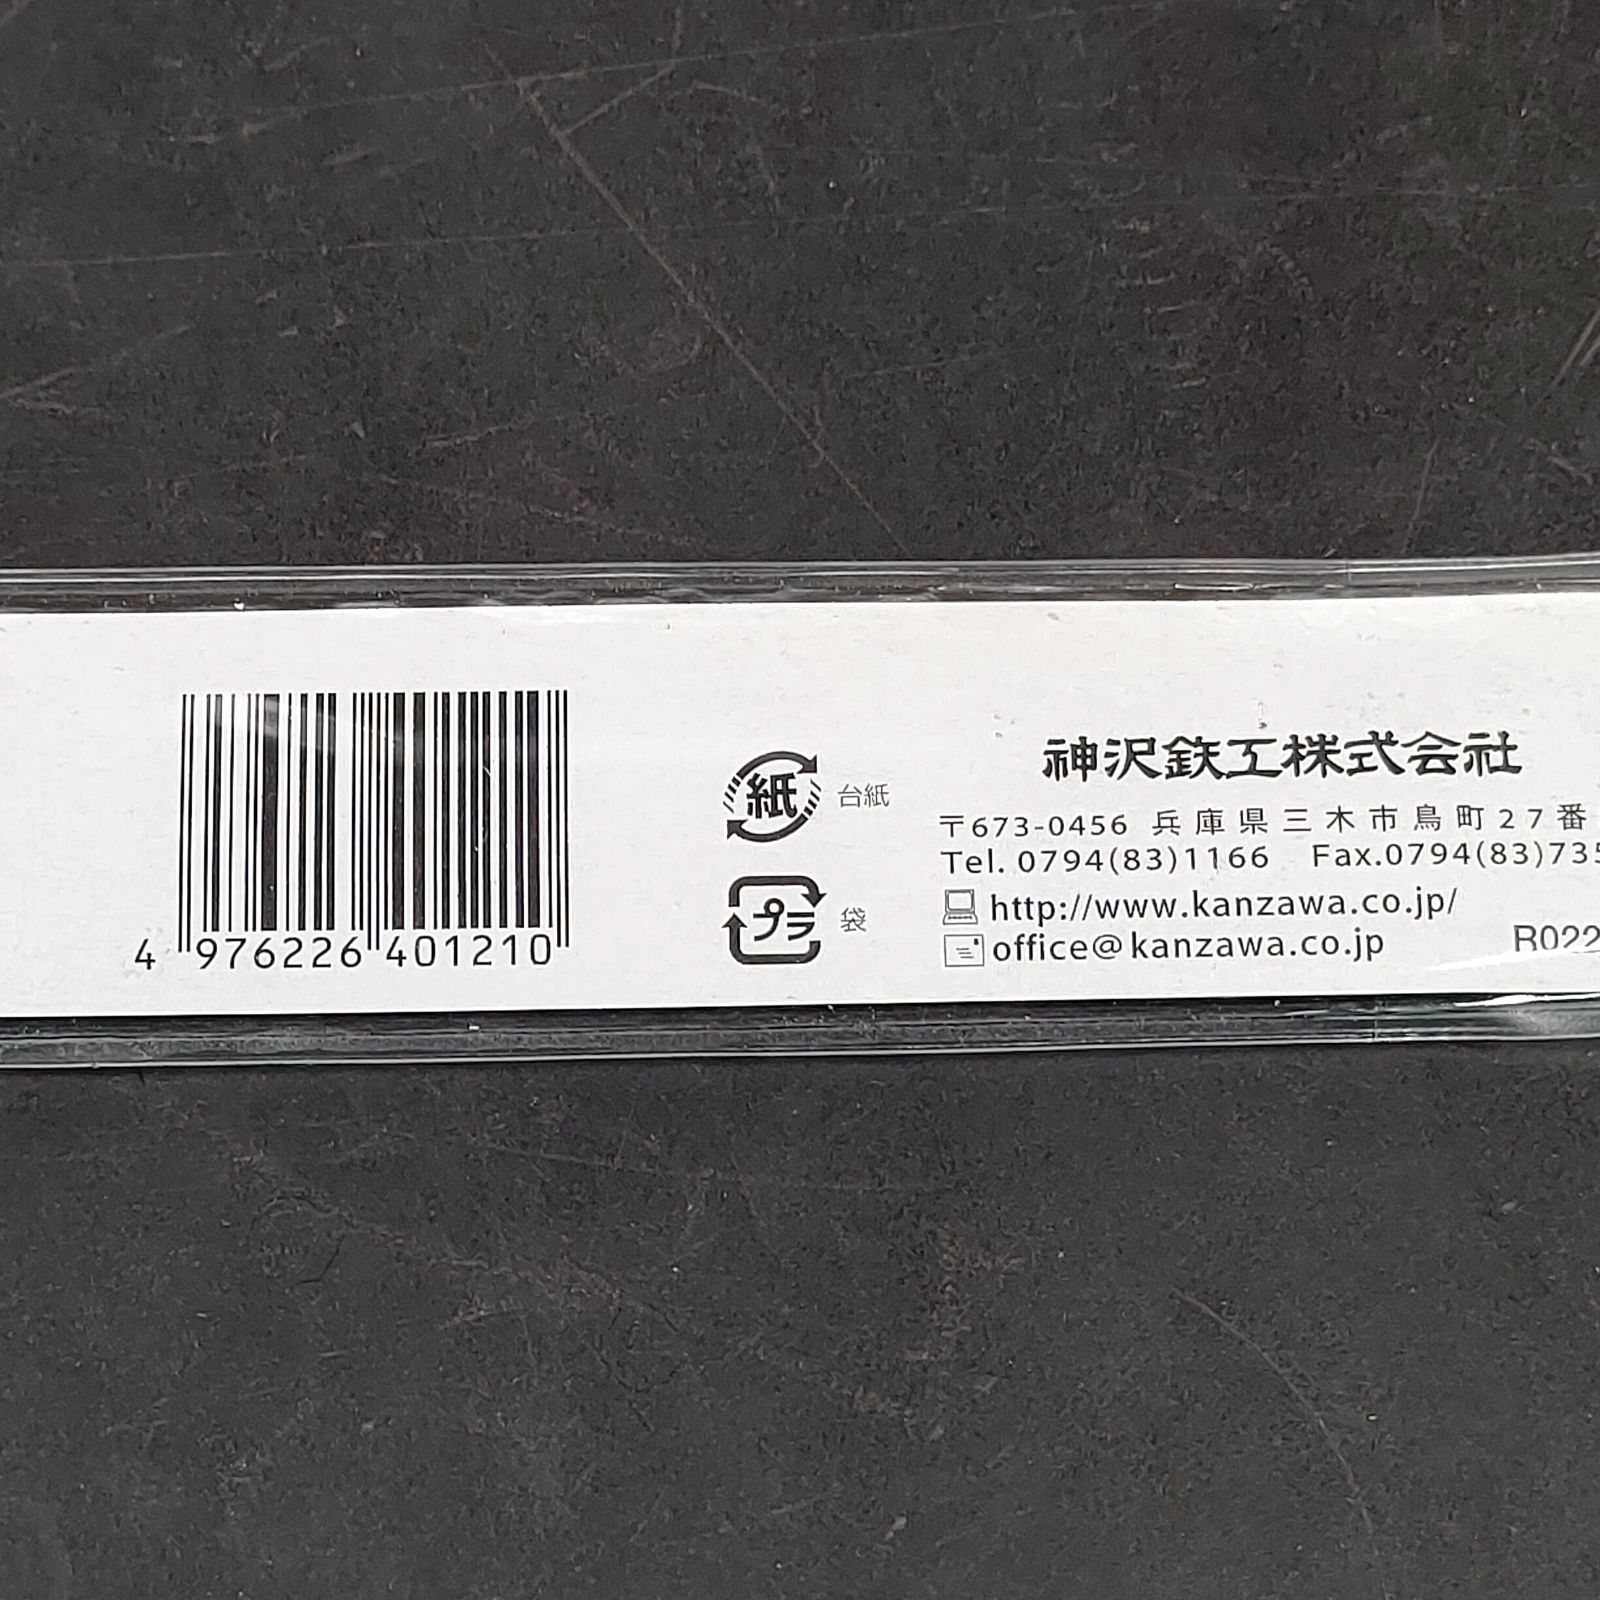 4 976226 401210
紙 台紙
プラ 袋
神沢鉄工株式会社
〒673-0456 兵庫県三木市鳥町27番
Tel. 0794(83)1166 Fax.0794(83)735
http://www.kanzawa.co.jp/
office@kanzawa.co.jp
R022